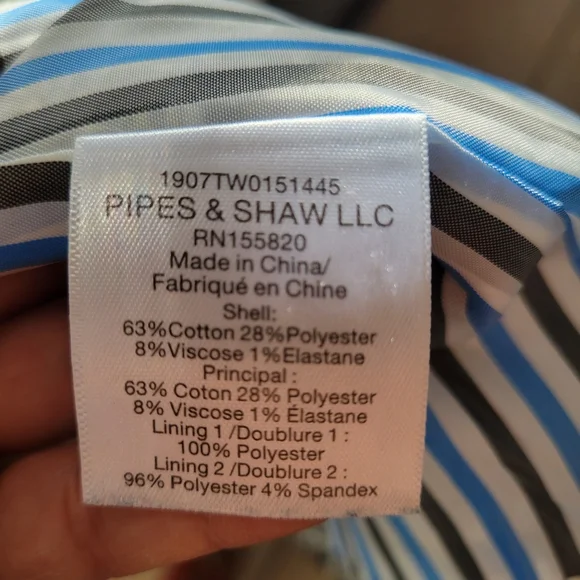 1907TW0151445
PIPES & SHAW LLC
RN155820
Made in China/
Fabriqué en Chine
Shell:
63%Cotton 28%Polyester
8%Viscose 1%Elastane
Principal :
63% Coton 28% Polyester
8% Viscose 1% Élastane
Lining 1 /Doublure 1 :
100% Polyester
Lining 2 /Doublure 2 :
96% Polyester 4% Spandex